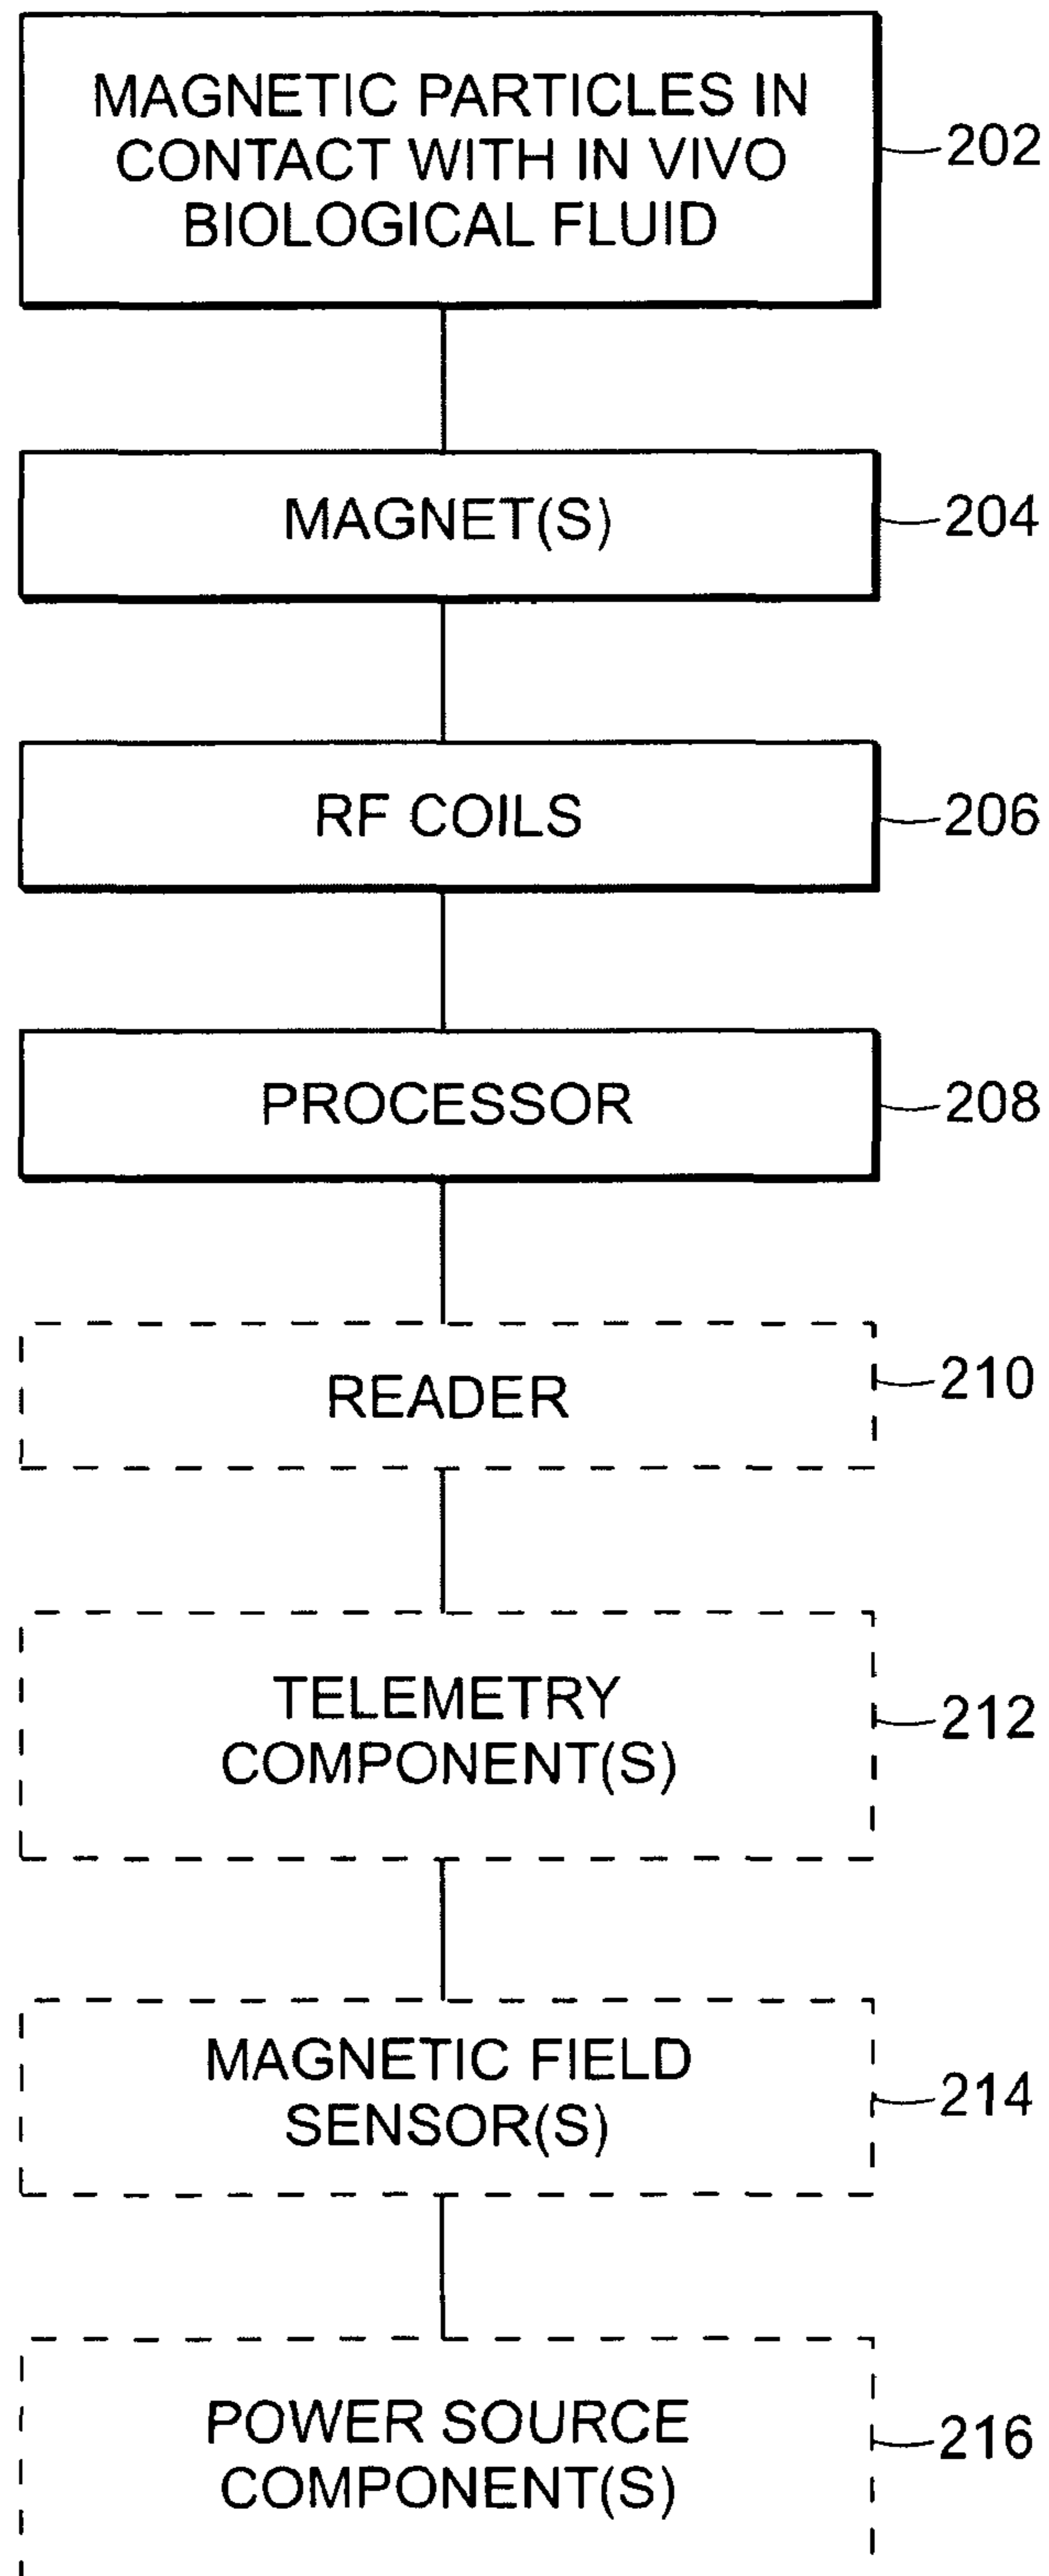 MAGNETIC PARTICLES IN
CONTACT WITH IN VIVO
BIOLOGICAL FLUID
202
MAGNET(S)
204
RF COILS
206
PROCESSOR
208
READER
210
TELEMETRY
COMPONENT(S)
212
MAGNETIC FIELD
SENSOR(S)
214
POWER SOURCE
COMPONENT(S)
216